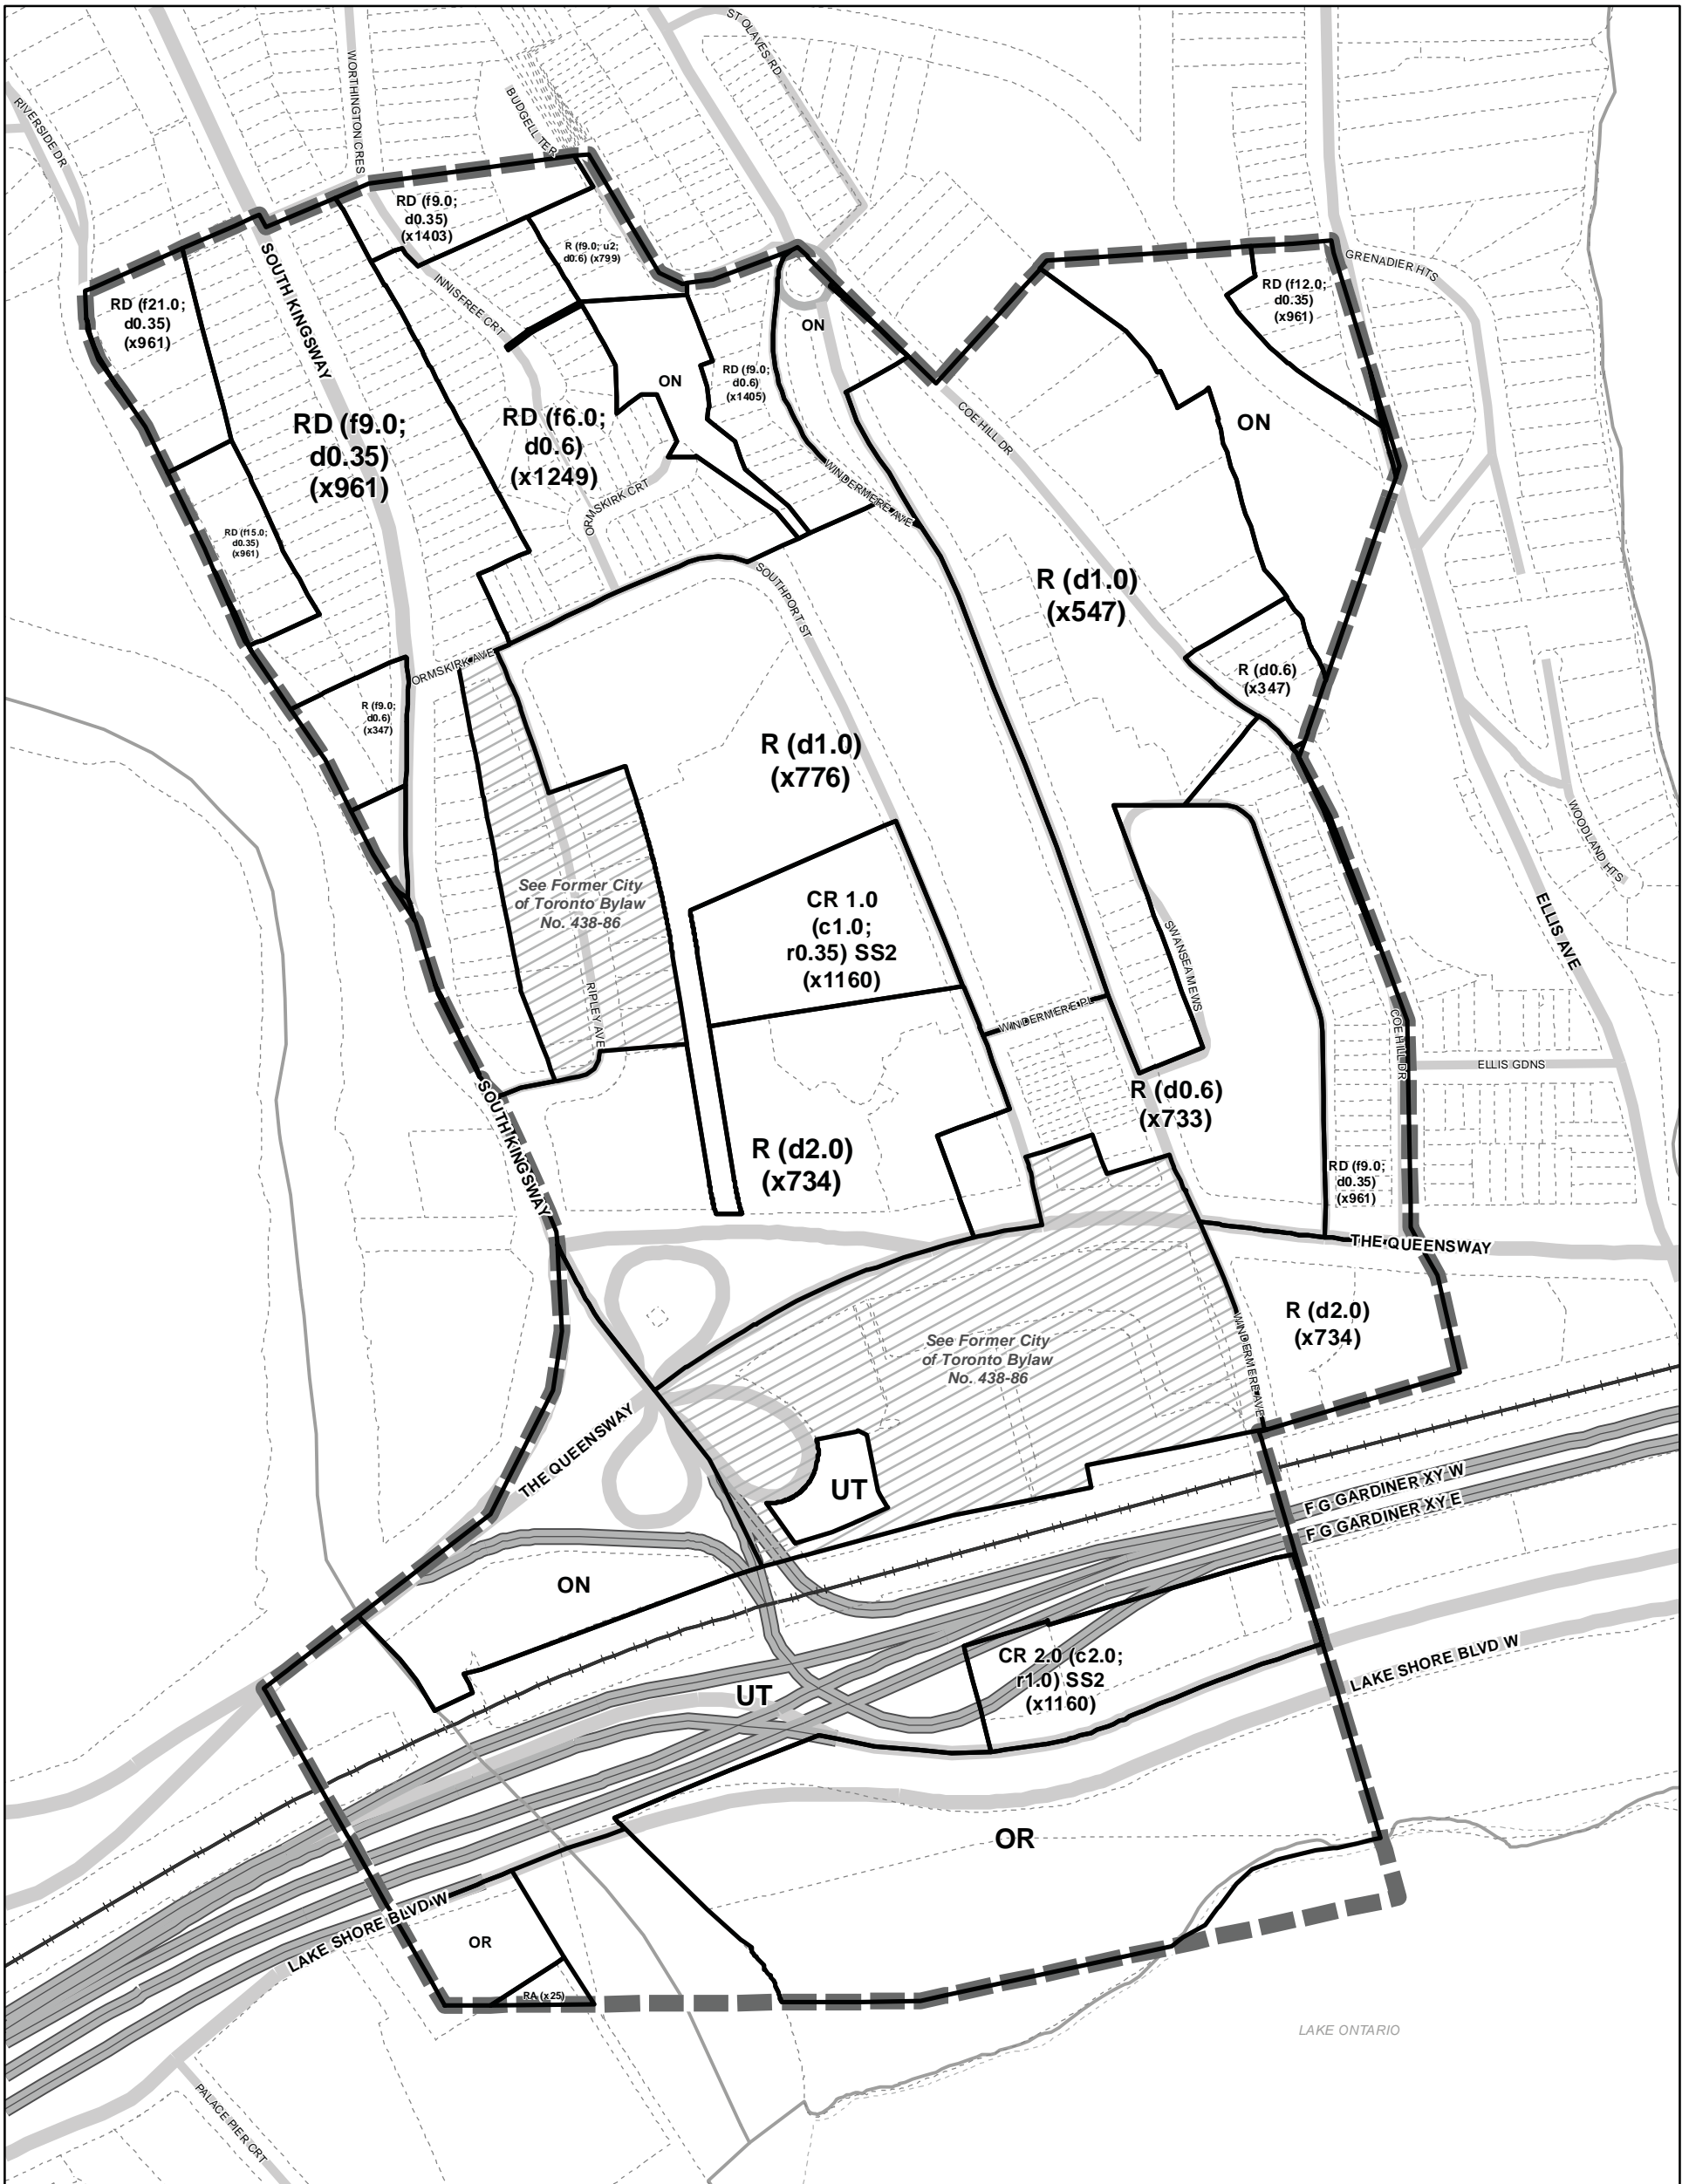 ST OLAVES RD
WORTHINGTON CRES
BUDGELL TER
RIVERSIDE DR
RD (f9.0;
d0.35)
(x1403)
R (f9.0; u2;
d0.6) (x799)
SOUTH KINGSWAY
GRENADIER HTS
RD (f12.0;
d0.35)
(x961)
RD (f21.0;
d0.35)
(x961)
INNISFREE CRT
ON
ON
RD (f9.0;
d0.6)
(x1405)
RD (f9.0;
d0.35)
(x961)
RD (f6.0;
d0.6)
(x1249)
COE HILL DR
ON
ORMSKIRK CRT
WINDERMERE AVE
RD (f15.0;
d0.35)
(x961)
SOUTHPORT ST
R (d1.0)
(x547)
ORMSKIRK AVE
R (d0.6)
(x347)
R (f9.0;
d0.6)
(x347)
R (d1.0)
(x776)
WOODLAND HTS
See Former City
of Toronto Bylaw
No. 438-86
CR 1.0
(c1.0;
r0.35) SS2
(x1160)
SWANSEA MEWS
ELLIS AVE
RIPLEY AVE
WINDERMERE PL
COE HILL DR
ELLIS GDNS
SOUTH KINGSWAY
R (d0.6)
(x733)
R (d2.0)
(x734)
RD (f9.0;
d0.35)
(x961)
THE QUEENSWAY
R (d2.0)
(x734)
See Former City
of Toronto Bylaw
No. 438-86
WINDERMERE AVE
THE QUEENSWAY
UT
F G GARDINER XY W
F G GARDINER XY E
ON
CR 2.0 (c2.0;
r1.0) SS2
(x1160)
LAKE SHORE BLVD W
UT
OR
LAKE SHORE BLVD W
OR
RA (x25)
LAKE ONTARIO
PALACE PIER CRT